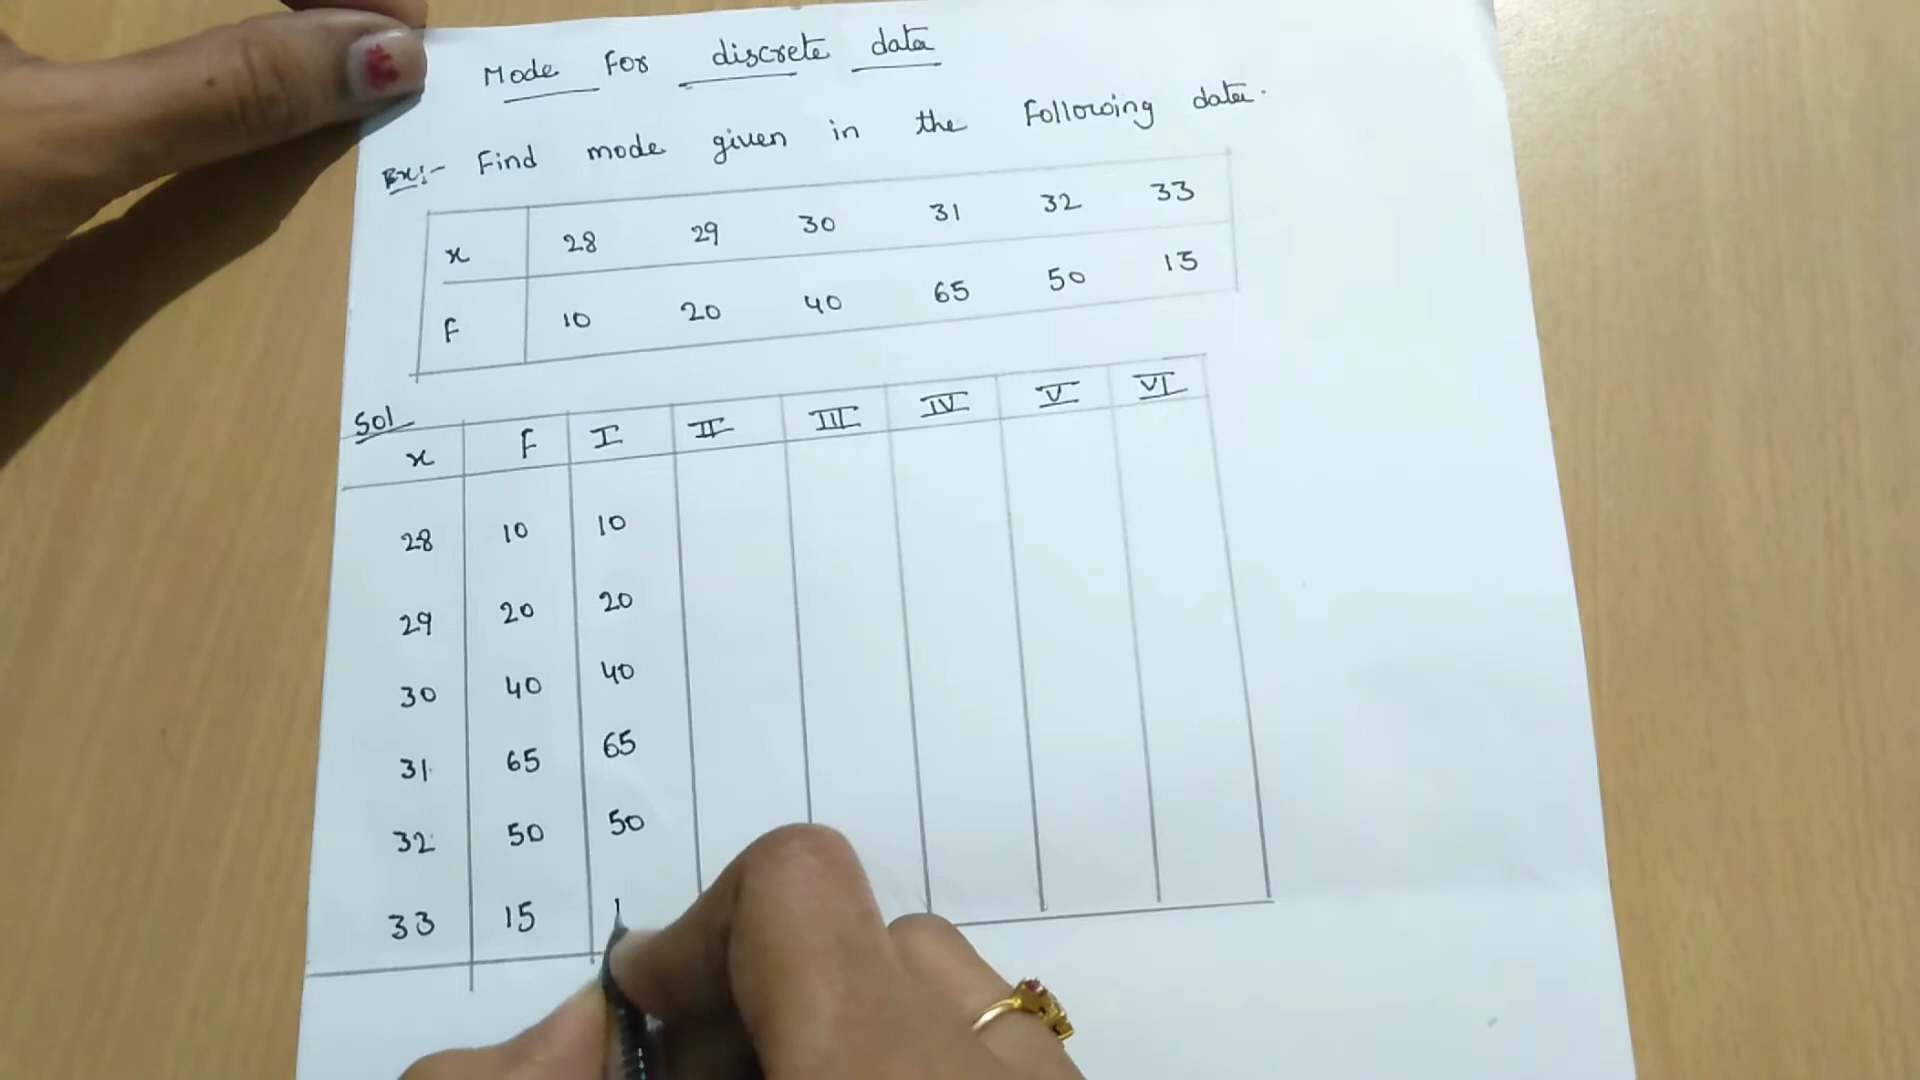 Mode for discrete data
Ex:- Find mode given in the following data.
x 28 29 30 31 32 33
F 10 20 40 65 50 15
Sol
x F I II III IV V VI
28 10 10
29 20 20
30 40 40
31 65 65
32 50 50
33 15 1